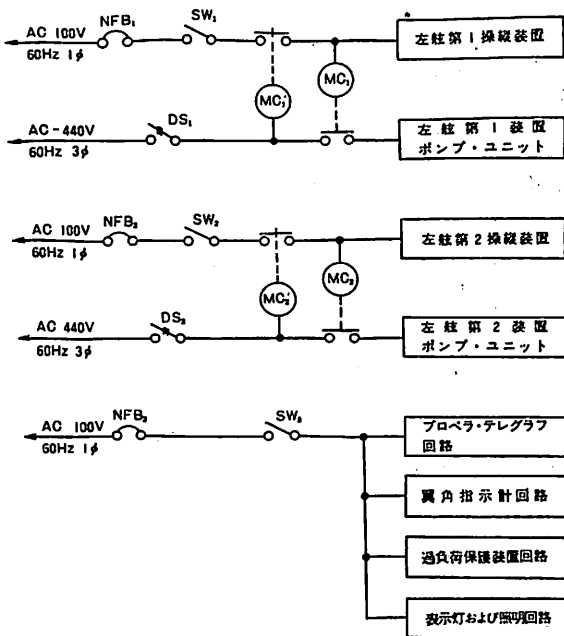 AC 100V
60Hz 1φ
NFB₁
SW₁
MC₁'
MC₁
左舷第1操縦装置
AC-440V
60Hz 3φ
DS₁
左舷第1装置
ポンプ・ユニット
AC 100V
60Hz 1φ
NFB₂
SW₂
MC₂'
MC₂
左舷第2操縦装置
AC 440V
60Hz 3φ
DS₂
左舷第2装置
ポンプ・ユニット
AC 100V
60Hz 1φ
NFB₃
SW₃
プロペラ・テレグラフ
回路
翼角指示計回路
過負荷保護装置回路
表示灯および照明回路